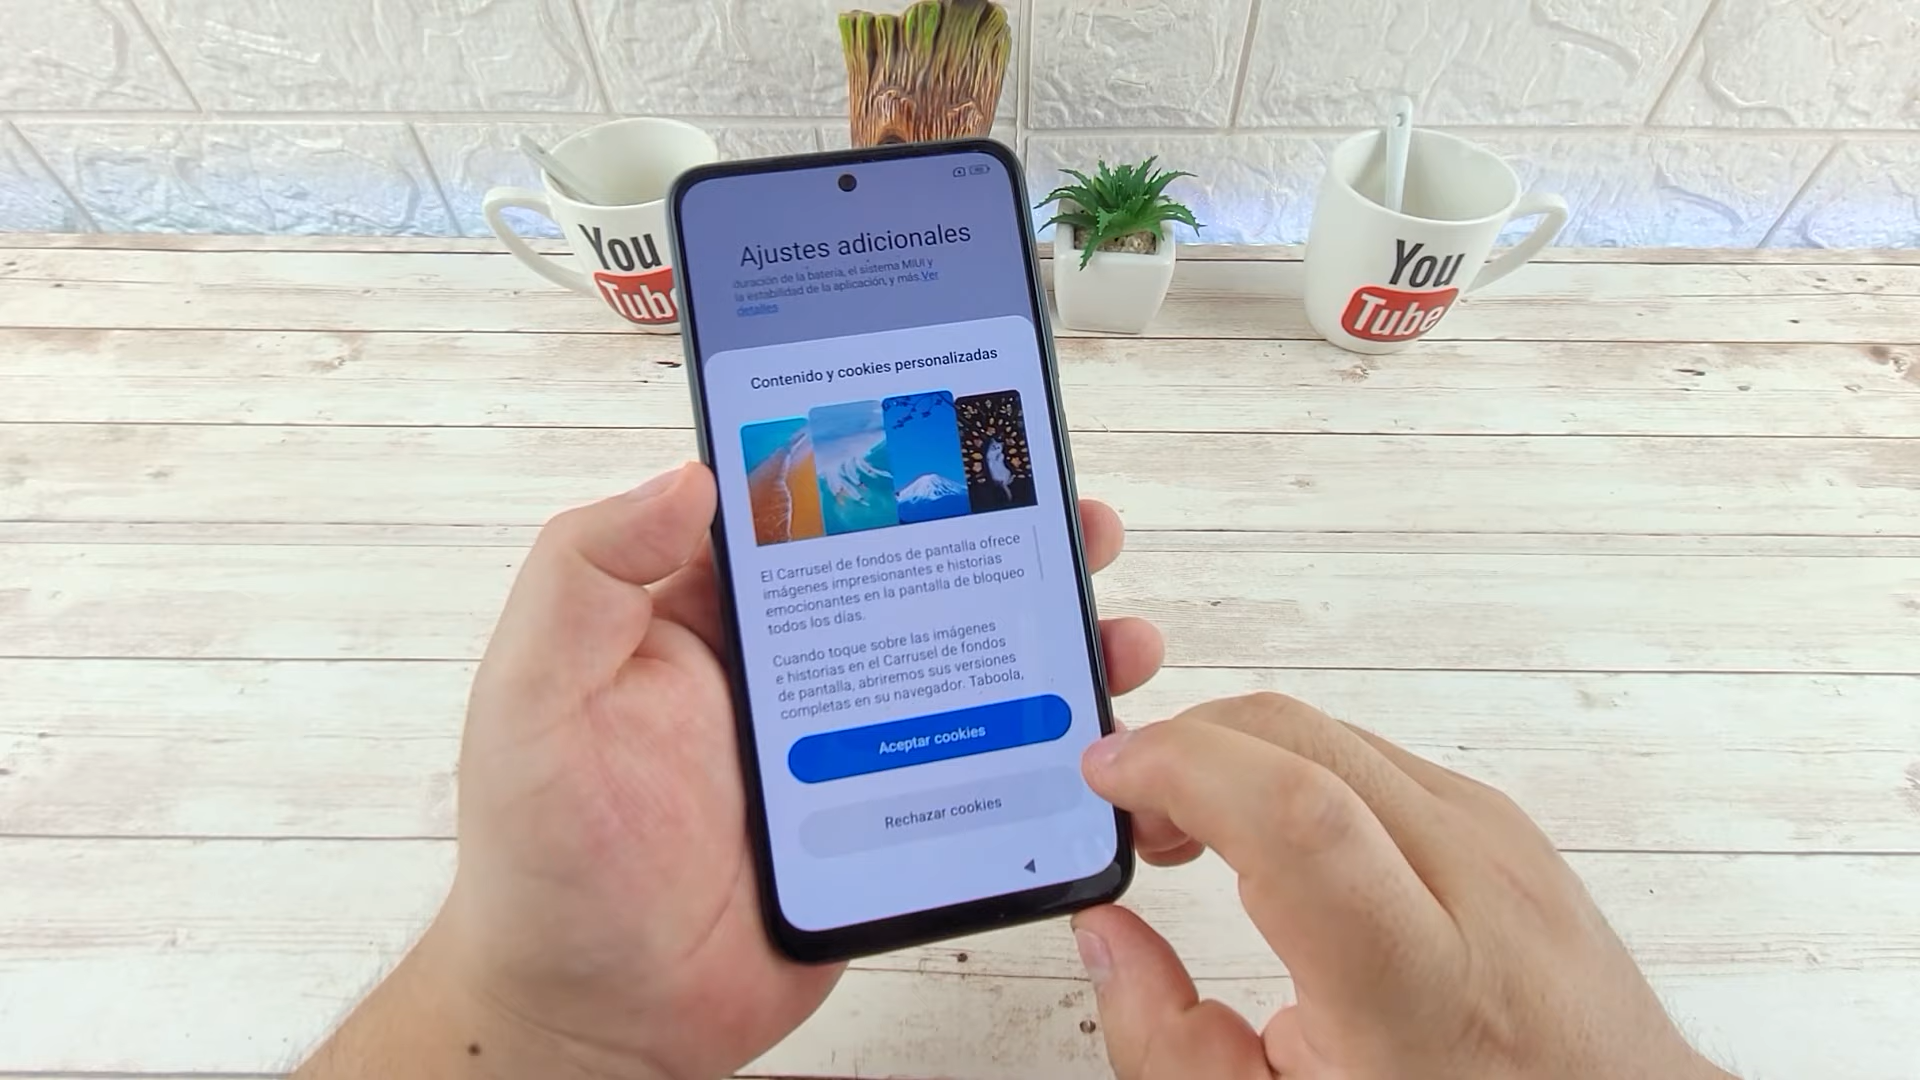 Ajustes adicionales
duración de la batería, el sistema MIUI y
la estabilidad de la aplicación, y más.Ver
detalles
Contenido y cookies personalizadas
El Carrusel de fondos de pantalla ofrece
imágenes impresionantes e historias
emocionantes en la pantalla de bloqueo
todos los días.
Cuando toque sobre las imágenes
e historias en el Carrusel de fondos
de pantalla, abriremos sus versiones
completas en su navegador. Taboola,
Aceptar cookies
Rechazar cookies
You
Tube
You
Tube